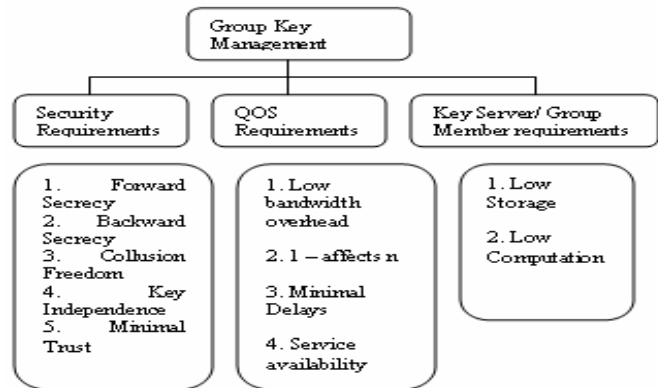 Group Key
Management
Security
Requirements
QOS
Requirements
Key Server/ Group
Member requirements
1. Forward
Secrecy
2. Backward
Secrecy
3. Collusion
Freedom
4. Key
Independence
5. Minimal
Trust
1. Low
bandwidth
overhead
2. 1 – affects n
3. Minimal
Delays
4. Service
availability
1. Low
Storage
2. Low
Computation